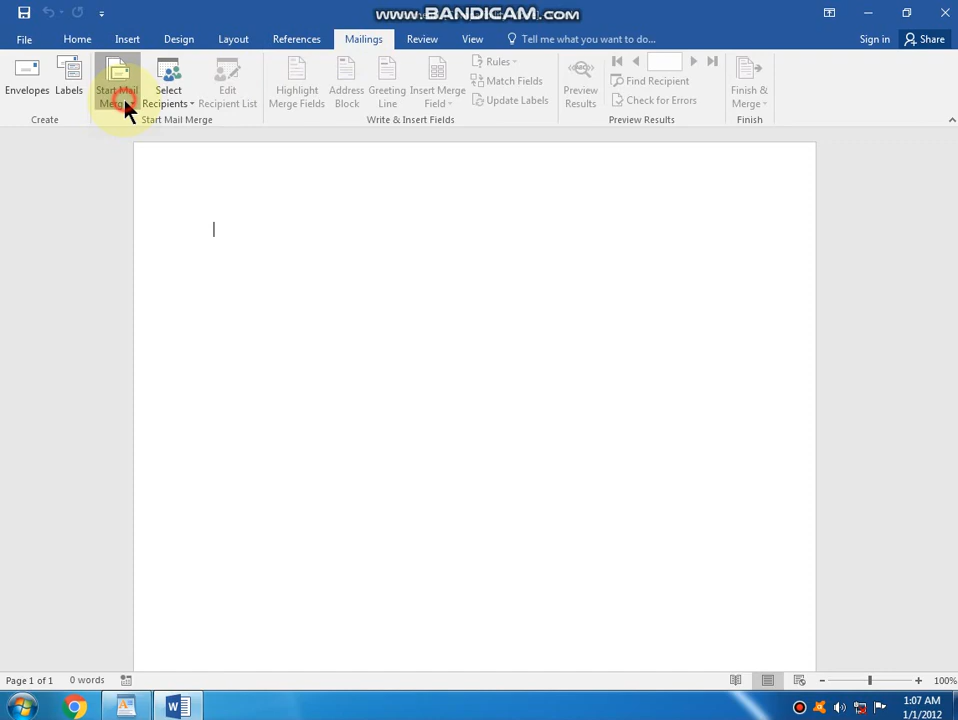 www.BANDICAM.com
File Home Insert Design Layout References Mailings Review View Tell me what you want to do... Sign in Share
Envelopes Labels Start Mail Merge Select Recipients Edit Recipient List Highlight Merge Fields Address Block Greeting Line Insert Merge Field Rules Match Fields Update Labels Preview Results Find Recipient Check for Errors Finish & Merge
Create Start Mail Merge Write & Insert Fields Preview Results Finish
Page 1 of 1 0 words 100%
1:07 AM
1/1/2012